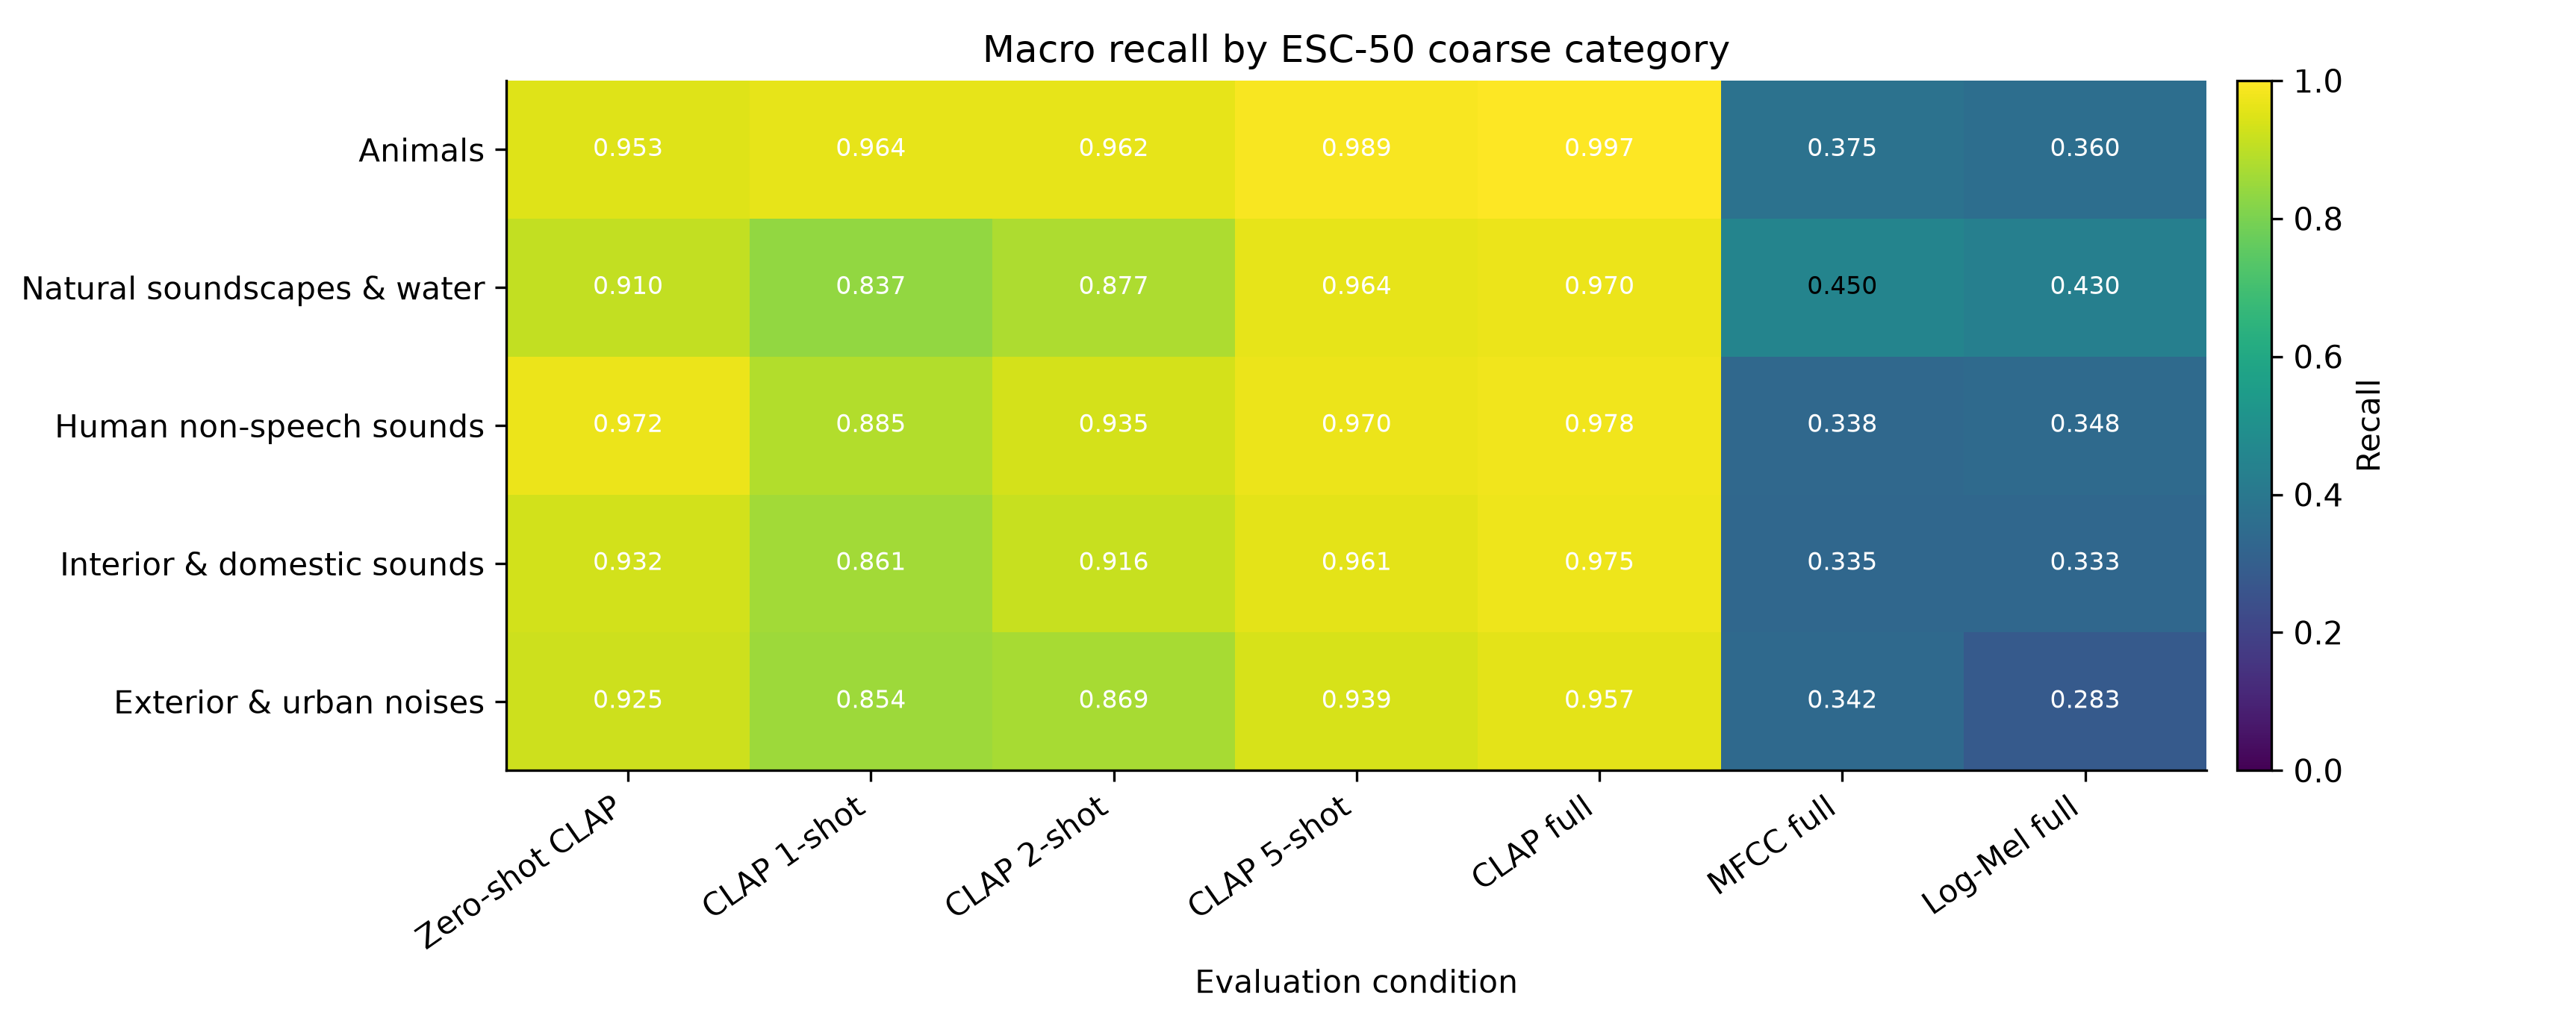 Macro recall by ESC-50 coarse category
Animals 0.953 0.964 0.962 0.989 0.997 0.375 0.360
Natural soundscapes & water 0.910 0.837 0.877 0.964 0.970 0.450 0.430
Human non-speech sounds 0.972 0.885 0.935 0.970 0.978 0.338 0.348
Interior & domestic sounds 0.932 0.861 0.916 0.961 0.975 0.335 0.333
Exterior & urban noises 0.925 0.854 0.869 0.939 0.957 0.342 0.283
Zero-shot CLAP
CLAP 1-shot
CLAP 2-shot
CLAP 5-shot
CLAP full
MFCC full
Log-Mel full
Evaluation condition
1.0
0.8
0.6
0.4
0.2
0.0
Recall